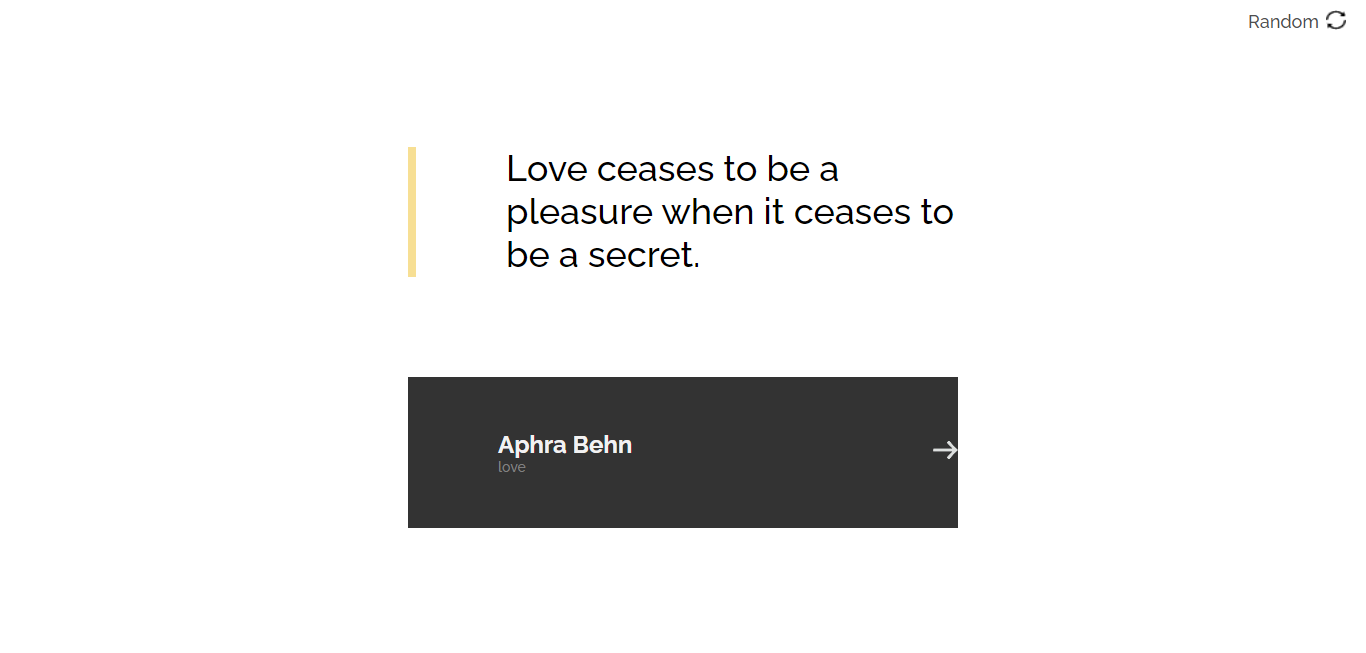 Random
Love ceases to be a
pleasure when it ceases to
be a secret.
Aphra Behn
love